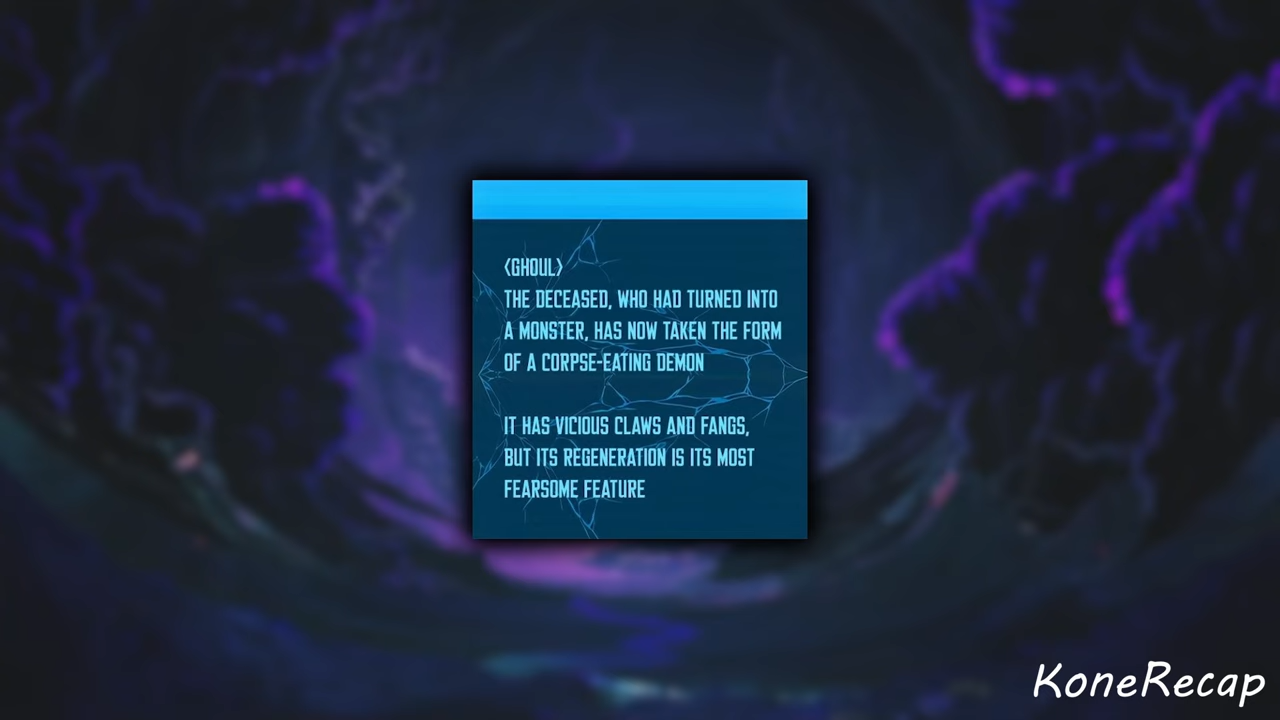 <GHOUL>
THE DECEASED, WHO HAD TURNED INTO
A MONSTER, HAS NOW TAKEN THE FORM
OF A CORPSE-EATING DEMON
IT HAS VICIOUS CLAWS AND FANGS,
BUT ITS REGENERATION IS ITS MOST
FEARSOME FEATURE
KoneRecap